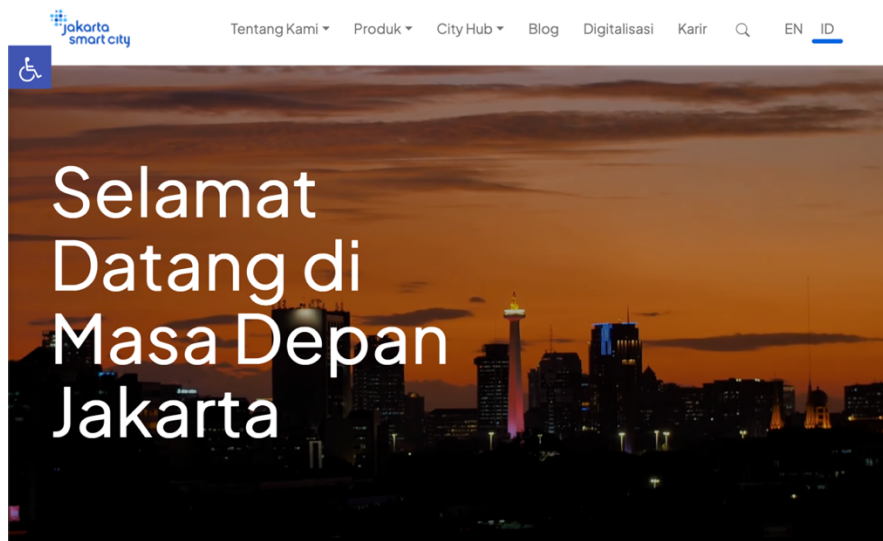 jakarta
smart city
Tentang Kami Produk City Hub Blog Digitalisasi Karir EN ID
Selamat
Datang di
Masa Depan
Jakarta